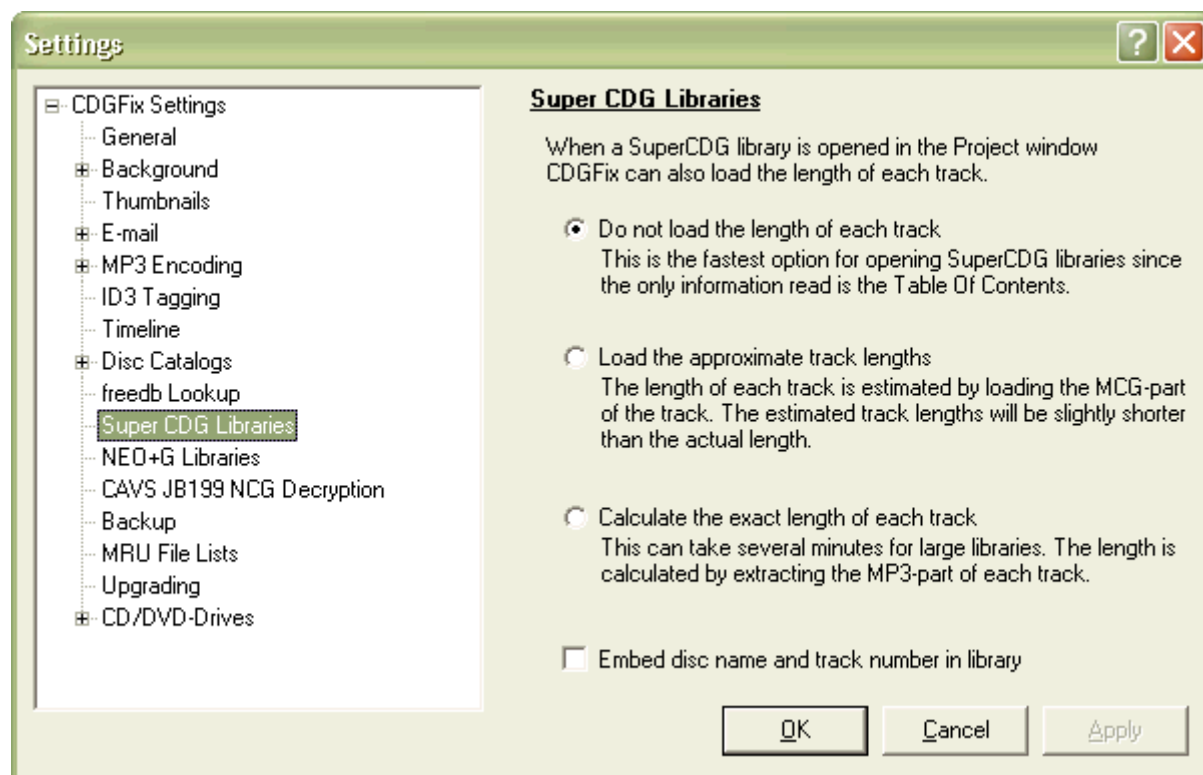 Settings
CDGFix Settings
General
Background
Thumbnails
E-mail
MP3 Encoding
ID3 Tagging
Timeline
Disc Catalogs
freedb Lookup
Super CDG Libraries
NEO+G Libraries
CAVS JB199 NCG Decryption
Backup
MRU File Lists
Upgrading
CD/DVD-Drives
Super CDG Libraries
When a SuperCDG library is opened in the Project window
CDGFix can also load the length of each track.
Do not load the length of each track
This is the fastest option for opening SuperCDG libraries since
the only information read is the Table Of Contents.
Load the approximate track lengths
The length of each track is estimated by loading the MCG-part
of the track. The estimated track lengths will be slightly shorter
than the actual length.
Calculate the exact length of each track
This can take several minutes for large libraries. The length is
calculated by extracting the MP3-part of each track.
Embed disc name and track number in library
OK
Cancel
Apply